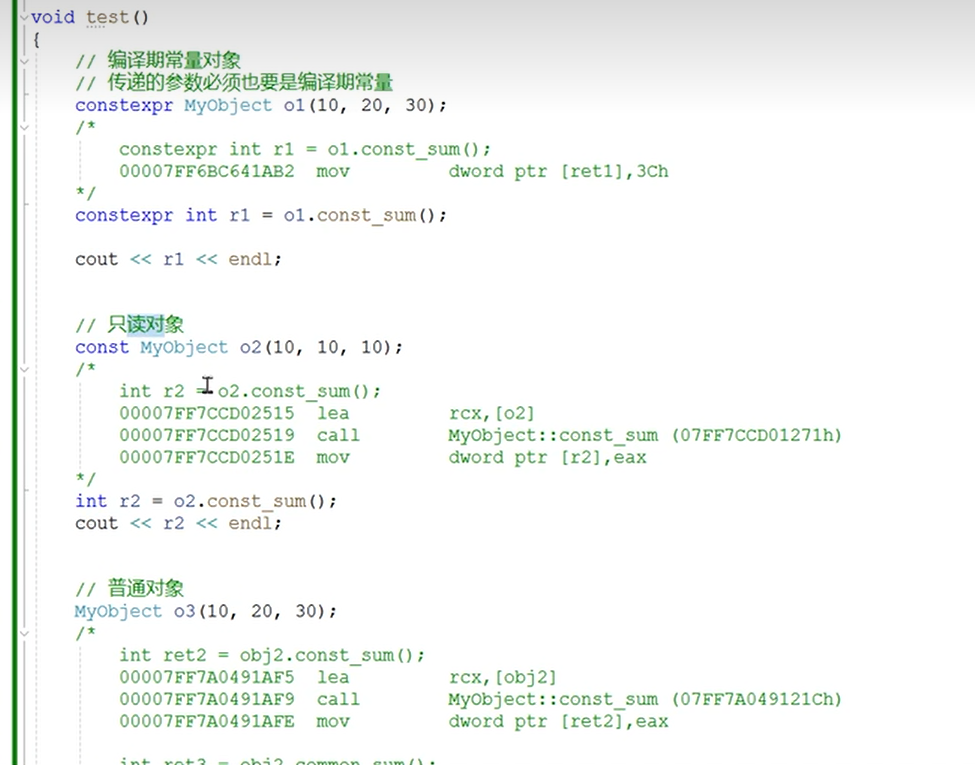 void test()
{
// 编译期常量对象
// 传递的参数必须也要是编译期常量
constexpr MyObject o1(10, 20, 30);
/*
constexpr int r1 = o1.const_sum();
00007FF6BC641AB2 mov dword ptr [ret1],3Ch
*/
constexpr int r1 = o1.const_sum();
cout << r1 << endl;
// 只读对象
const MyObject o2(10, 10, 10);
/*
int r2 = o2.const_sum();
00007FF7CCD02515 lea rcx,[o2]
00007FF7CCD02519 call MyObject::const_sum (07FF7CCD01271h)
00007FF7CCD0251E mov dword ptr [r2],eax
*/
int r2 = o2.const_sum();
cout << r2 << endl;
// 普通对象
MyObject o3(10, 20, 30);
/*
int ret2 = obj2.const_sum();
00007FF7A0491AF5 lea rcx,[obj2]
00007FF7A0491AF9 call MyObject::const_sum (07FF7A049121Ch)
00007FF7A0491AFE mov dword ptr [ret2],eax
int ret3 = obj2.common_sum();